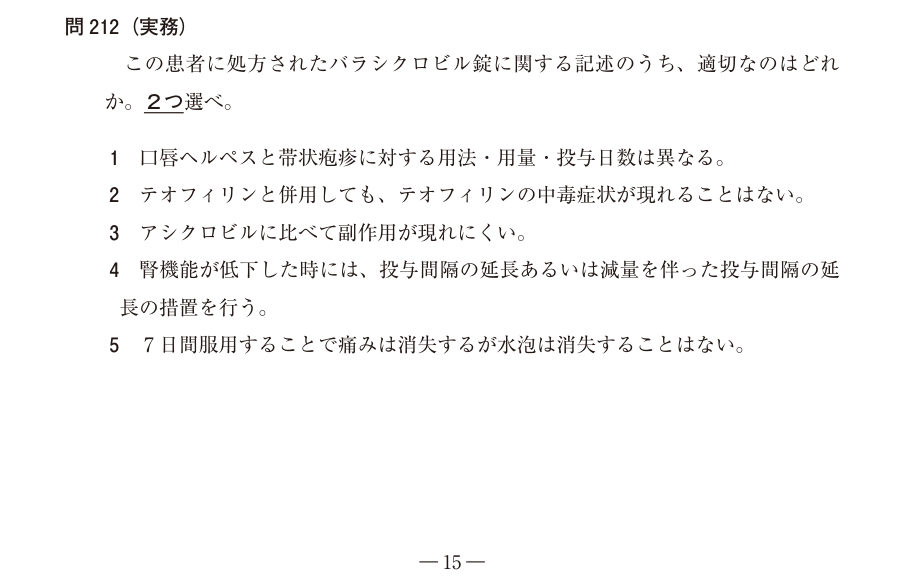 問 212（実務）
この患者に処方されたバラシクロビル錠に関する記述のうち、適切なのはどれ
か。２つ選べ。
1 口唇ヘルペスと帯状疱疹に対する用法・用量・投与日数は異なる。
2 テオフィリンと併用しても、テオフィリンの中毒症状が現れることはない。
3 アシクロビルに比べて副作用が現れにくい。
4 腎機能が低下した時には、投与間隔の延長あるいは減量を伴った投与間隔の延
長の措置を行う。
5 ７日間服用することで痛みは消失するが水泡は消失することはない。
― 15 ―